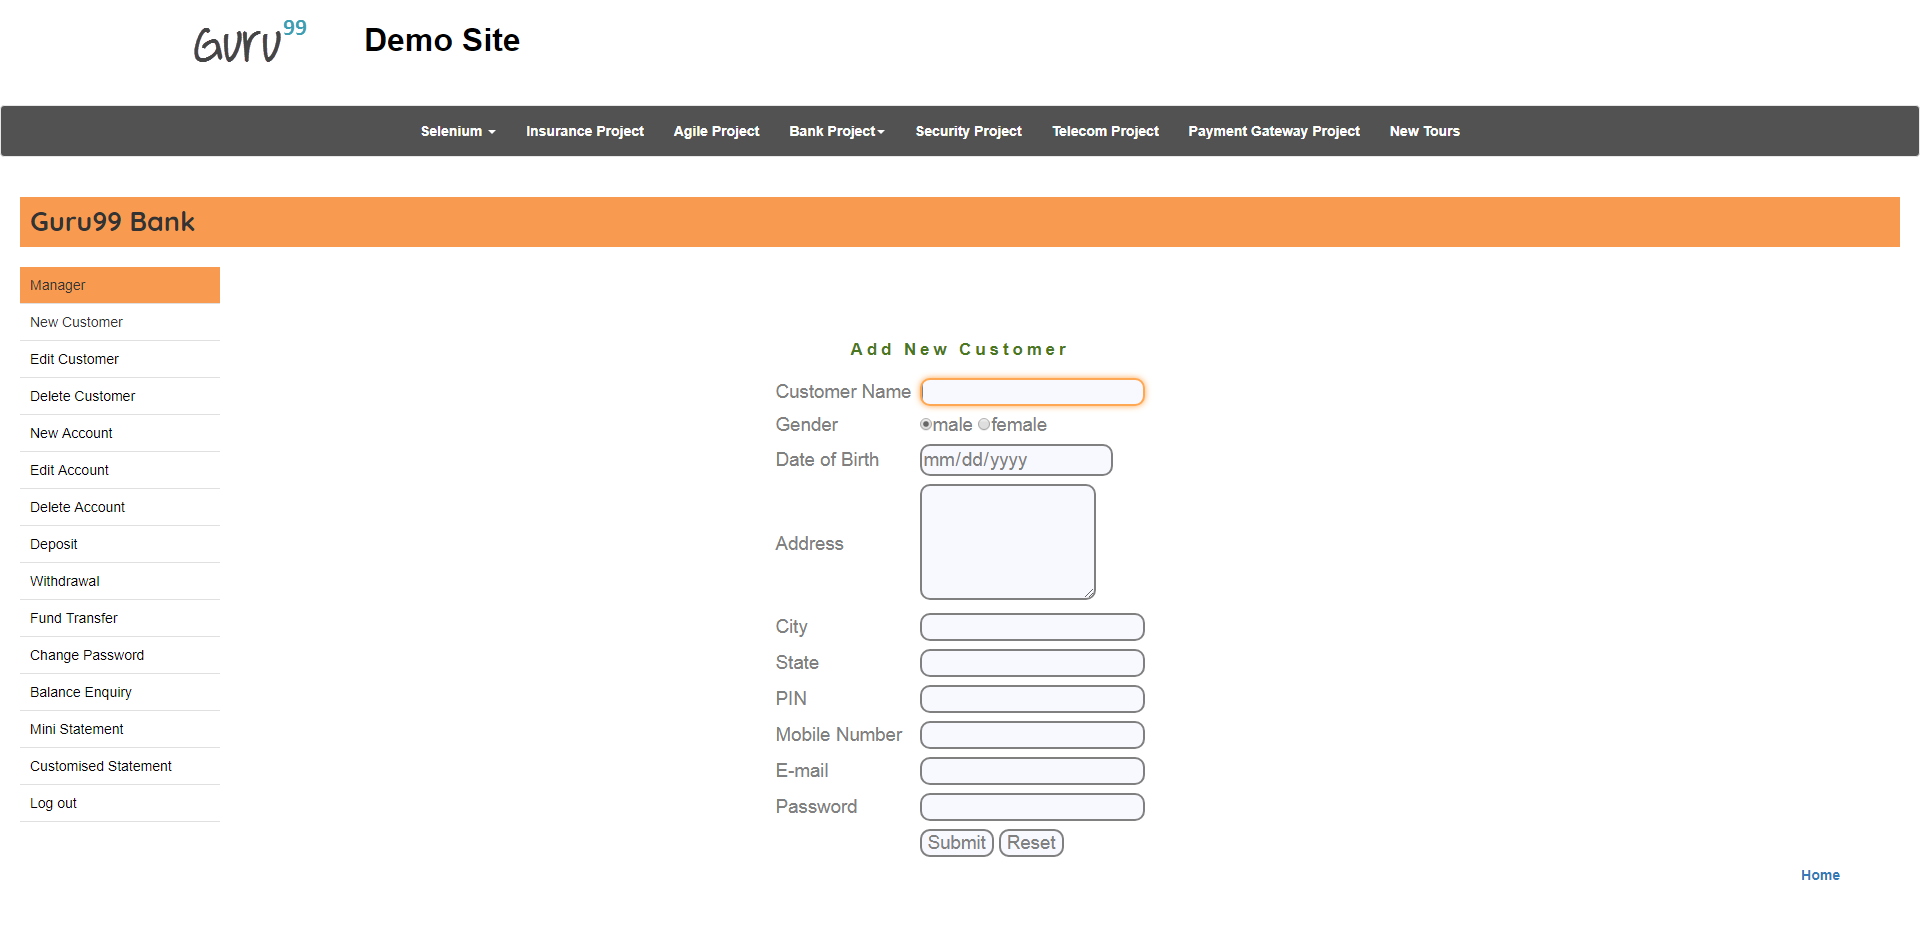 Guru99 Demo Site
Selenium Insurance Project Agile Project Bank Project Security Project Telecom Project Payment Gateway Project New Tours
Guru99 Bank
Manager
New Customer
Edit Customer
Delete Customer
New Account
Edit Account
Delete Account
Deposit
Withdrawal
Fund Transfer
Change Password
Balance Enquiry
Mini Statement
Customised Statement
Log out
Add New Customer
Customer Name
Gender male female
Date of Birth mm/dd/yyyy
Address
City
State
PIN
Mobile Number
E-mail
Password
Submit Reset
Home